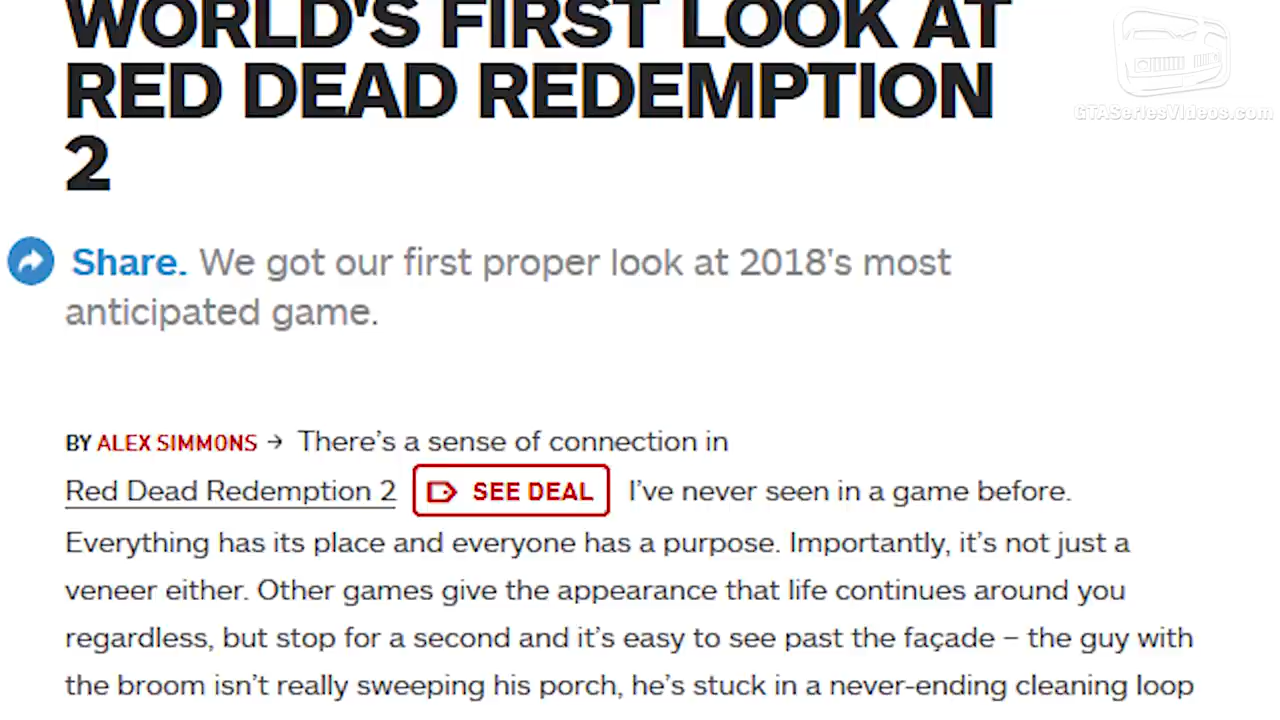 WORLD'S FIRST LOOK AT
RED DEAD REDEMPTION
2
GTASeriesVideos.com
Share. We got our first proper look at 2018's most
anticipated game.
BY ALEX SIMMONS → There's a sense of connection in
Red Dead Redemption 2 SEE DEAL I've never seen in a game before.
Everything has its place and everyone has a purpose. Importantly, it's not just a
veneer either. Other games give the appearance that life continues around you
regardless, but stop for a second and it's easy to see past the façade – the guy with
the broom isn't really sweeping his porch, he's stuck in a never-ending cleaning loop